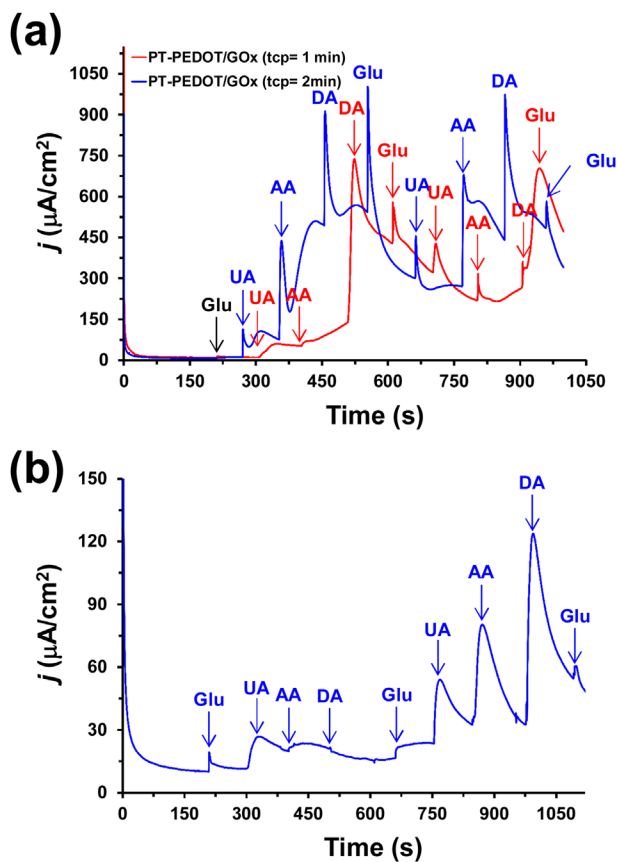 (a)
PT-PEDOT/GOx (tcp= 1 min)
PT-PEDOT/GOx (tcp= 2min)
j (μA/cm²)
1050
900
750
600
450
300
150
0
0 150 300 450 600 750 900 1050
Time (s)
Glu
UA
UA
AA
AA
DA
DA
Glu
Glu
UA
UA
AA
AA
DA
DA
Glu
Glu
(b)
j (μA/cm²)
150
120
90
60
30
0
0 150 300 450 600 750 900 1050
Time (s)
Glu
UA
AA
DA
Glu
UA
AA
DA
Glu